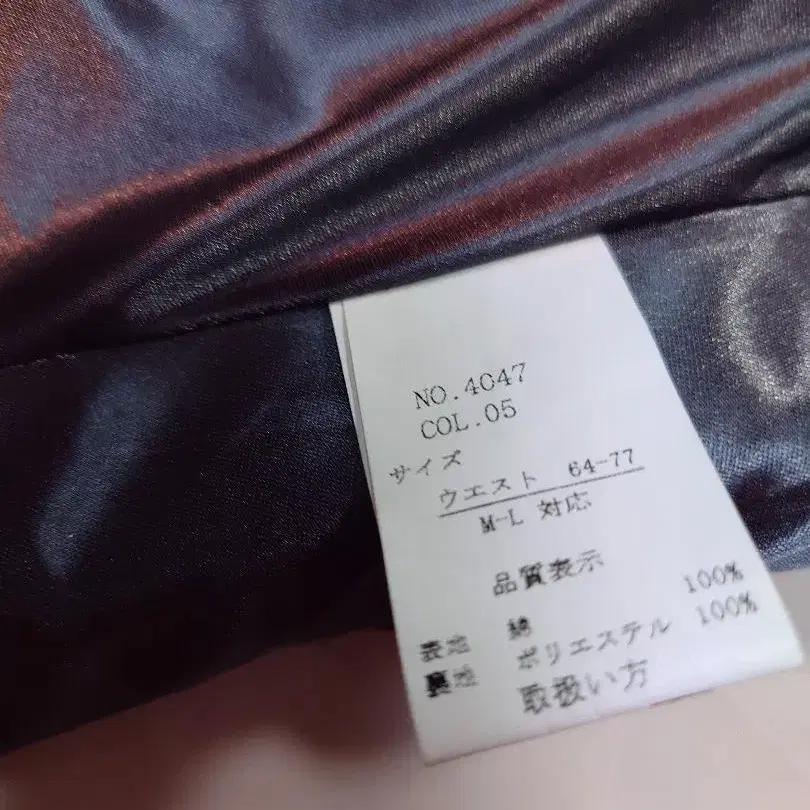 NO.4047
COL.05
サイズ
ウエスト 64-77
M-L 対応
品質表示
表地 綿 100%
裏地 ポリエステル 100%
取扱い方